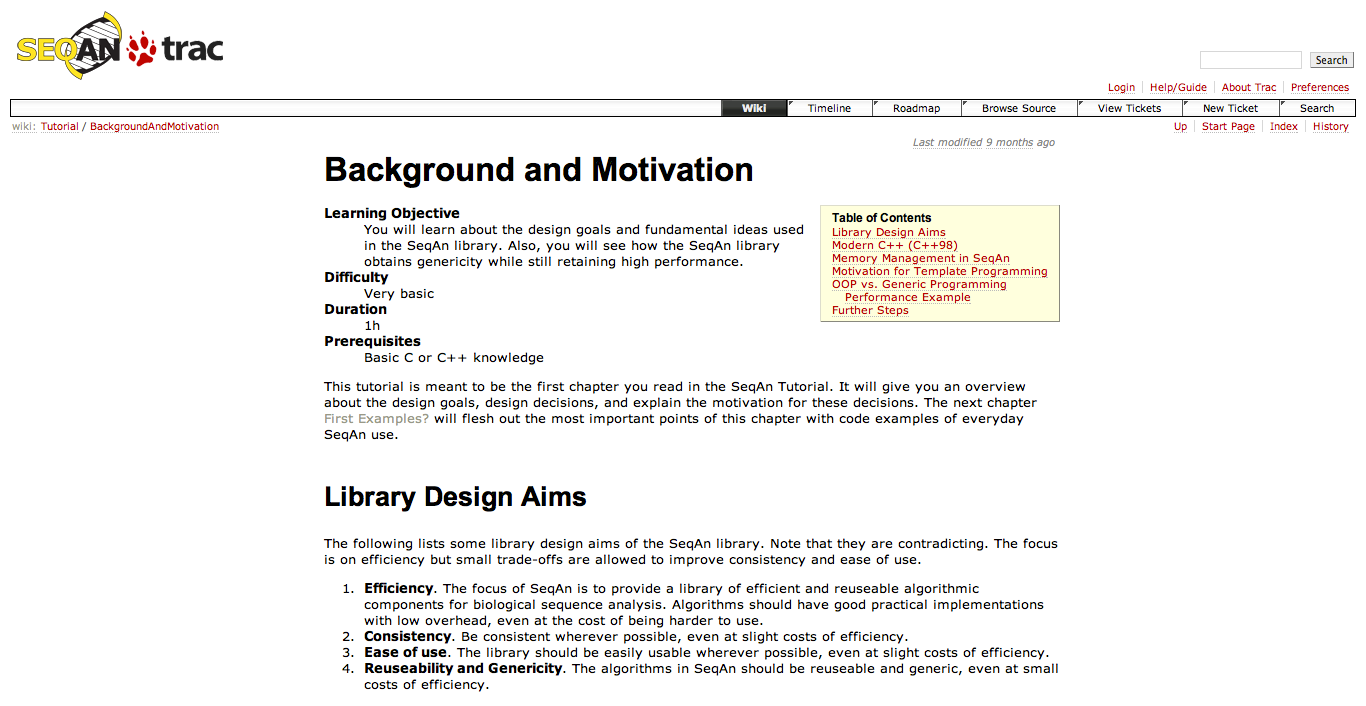 SEQAN trac
Search
Login Help/Guide About Trac Preferences
Wiki Timeline Roadmap Browse Source View Tickets New Ticket Search
wiki: Tutorial / BackgroundAndMotivation Up Start Page Index History
Last modified 9 months ago
Background and Motivation
Learning Objective
You will learn about the design goals and fundamental ideas used
in the SeqAn library. Also, you will see how the SeqAn library
obtains genericity while still retaining high performance.
Difficulty
Very basic
Duration
1h
Prerequisites
Basic C or C++ knowledge
Table of Contents
Library Design Aims
Modern C++ (C++98)
Memory Management in SeqAn
Motivation for Template Programming
OOP vs. Generic Programming
Performance Example
Further Steps
This tutorial is meant to be the first chapter you read in the SeqAn Tutorial. It will give you an overview
about the design goals, design decisions, and explain the motivation for these decisions. The next chapter
First Examples? will flesh out the most important points of this chapter with code examples of everyday
SeqAn use.
Library Design Aims
The following lists some library design aims of the SeqAn library. Note that they are contradicting. The focus
is on efficiency but small trade-offs are allowed to improve consistency and ease of use.
1. Efficiency. The focus of SeqAn is to provide a library of efficient and reuseable algorithmic
components for biological sequence analysis. Algorithms should have good practical implementations
with low overhead, even at the cost of being harder to use.
2. Consistency. Be consistent wherever possible, even at slight costs of efficiency.
3. Ease of use. The library should be easily usable wherever possible, even at slight costs of efficiency.
4. Reuseability and Genericity. The algorithms in SeqAn should be reuseable and generic, even at small
costs of efficiency.